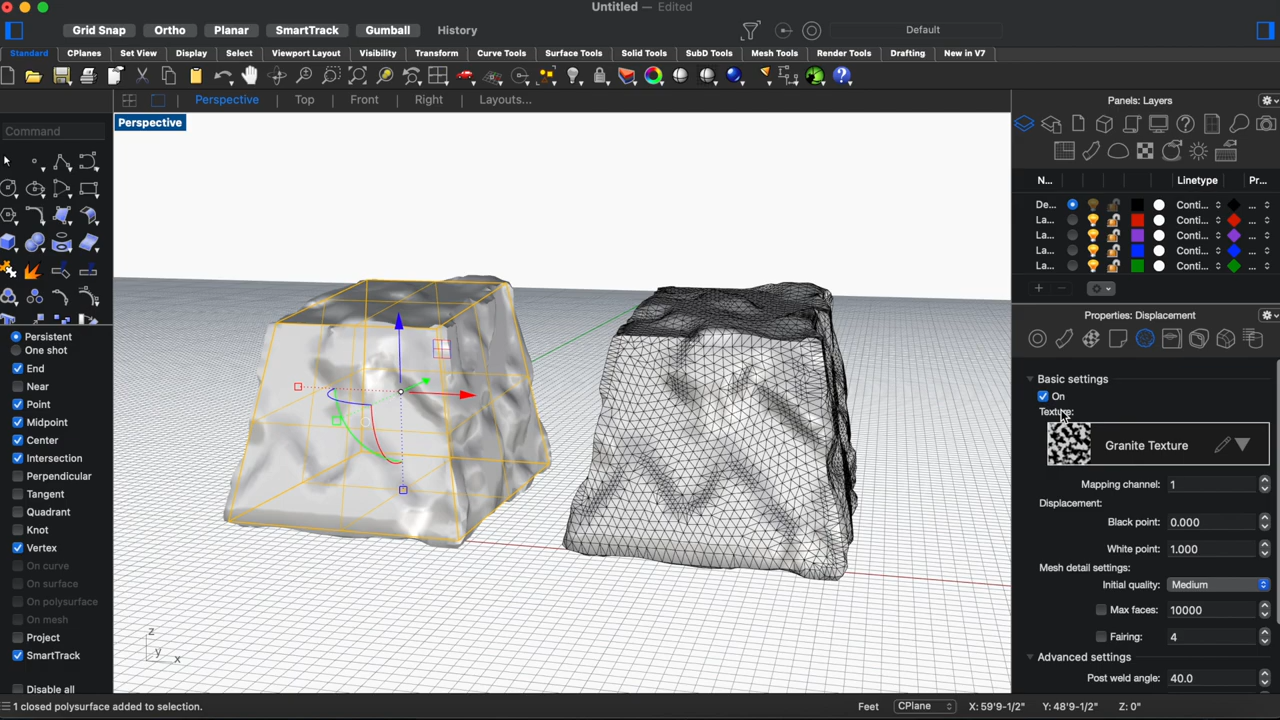 Untitled — Edited
Grid Snap Ortho Planar SmartTrack Gumball History Default
Standard CPlanes Set View Display Select Viewport Layout Visibility Transform Curve Tools Surface Tools Solid Tools SubD Tools Mesh Tools Render Tools Drafting New in V7
Perspective Top Front Right Layouts... Panels: Layers
Perspective
Command
N... Linetype Pr...
De... Conti... ...
La... Conti... ...
La... Conti... ...
La... Conti... ...
La... Conti... ...
Properties: Displacement
Persistent
One shot
End
Near
Point
Midpoint
Center
Intersection
Perpendicular
Tangent
Quadrant
Knot
Vertex
On curve
On surface
On polysurface
On mesh
Project
SmartTrack
Disable all
Basic settings
On
Texture:
Granite Texture
Mapping channel: 1
Displacement:
Black point: 0.000
White point: 1.000
Mesh detail settings:
Initial quality: Medium
Max faces: 10000
Fairing: 4
Advanced settings
Post weld angle: 40.0
z
y
x
1 closed polysurface added to selection. Feet CPlane X: 59'9-1/2" Y: 48'9-1/2" Z: 0"